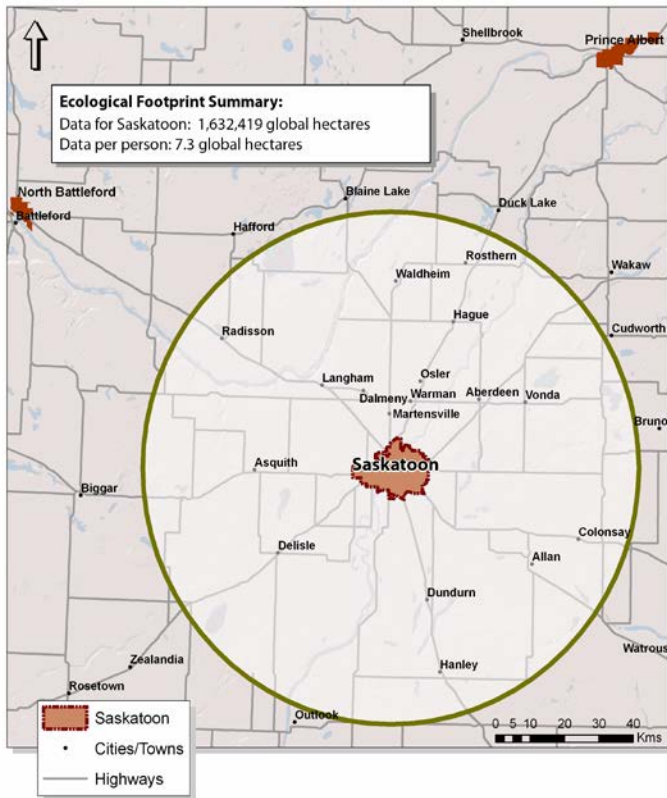 Shellbrook
Prince Albert
Ecological Footprint Summary:
Data for Saskatoon: 1,632,419 global hectares
Data per person: 7.3 global hectares
North Battleford
Battleford
Blaine Lake
Duck Lake
Hafford
Rosthern
Waldheim
Wakaw
Hague
Radisson
Cudworth
Langham
Osler
Dalmeny
Warman
Aberdeen
Vonda
Martensville
Bruno
Saskatoon
Asquith
Biggar
Colonsay
Delisle
Allan
Dundurn
Watrous
Zealandia
Hanley
Rosetown
Outlook
Saskatoon
Cities/Towns
Highways
0 5 10 20 30 40
Kms